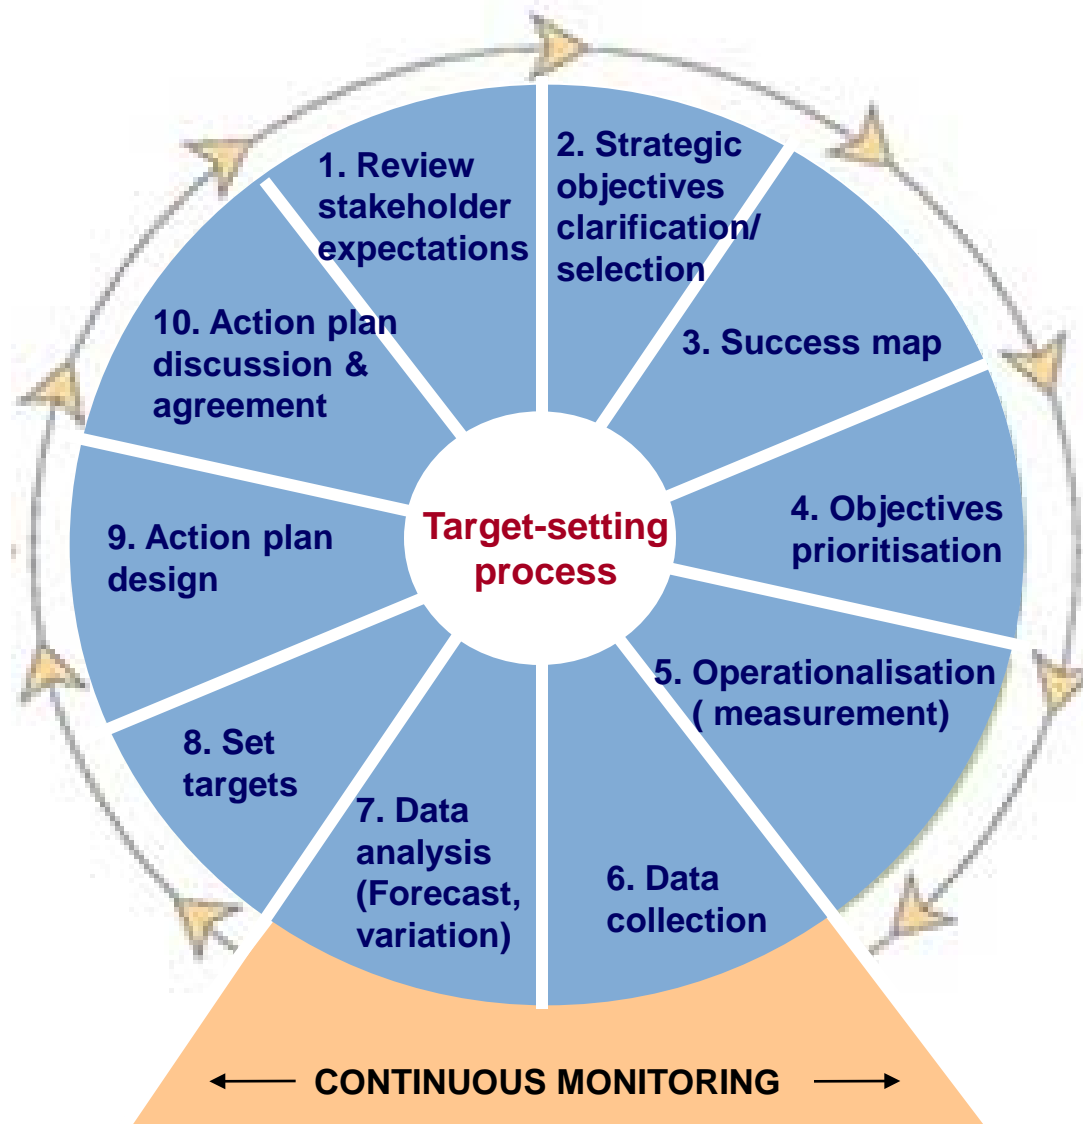 1. Review
stakeholder
expectations
2. Strategic
objectives
clarification/
selection
3. Success map
4. Objectives
prioritisation
5. Operationalisation
( measurement)
6. Data
collection
7. Data
analysis
(Forecast,
variation)
8. Set
targets
9. Action plan
design
10. Action plan
discussion &
agreement
Target-setting
process
CONTINUOUS MONITORING